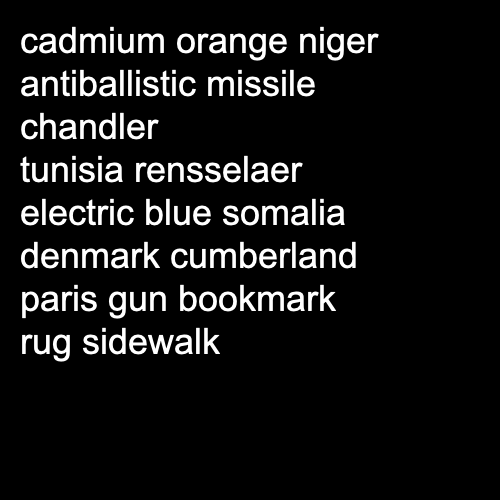 cadmium orange niger
antiballistic missile
chandler
tunisia rensselaer
electric blue somalia
denmark cumberland
paris gun bookmark
rug sidewalk